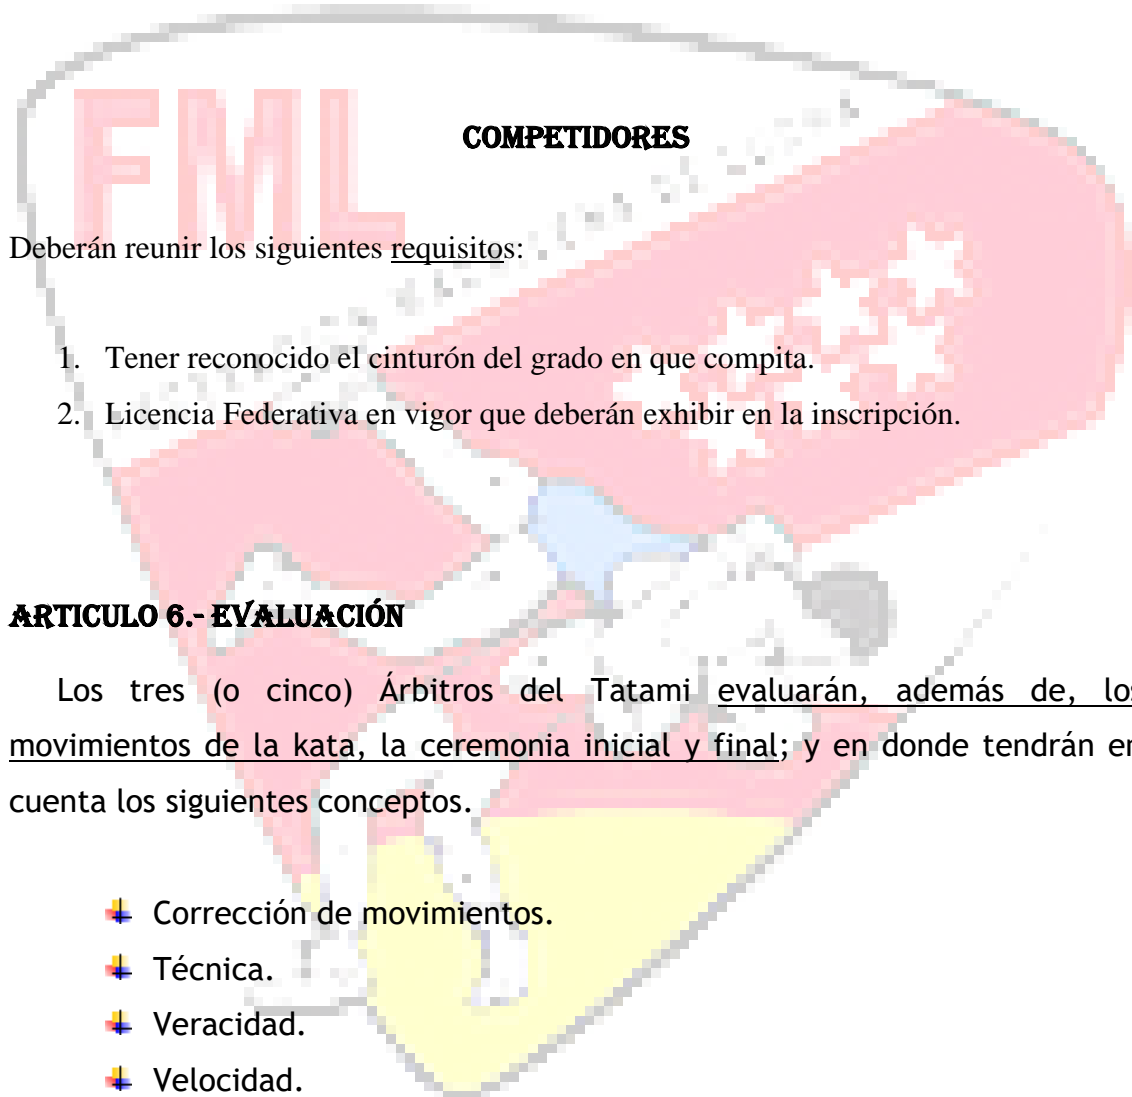 FML
COMPETIDORES
Deberán reunir los siguientes requisitos:
1. Tener reconocido el cinturón del grado en que compita.
2. Licencia Federativa en vigor que deberán exhibir en la inscripción.
ARTICULO 6.- EVALUACIÓN
Los tres (o cinco) Árbitros del Tatami evaluarán, además de, los
movimientos de la kata, la ceremonia inicial y final; y en donde tendrán en
cuenta los siguientes conceptos.
Corrección de movimientos.
Técnica.
Veracidad.
Velocidad.